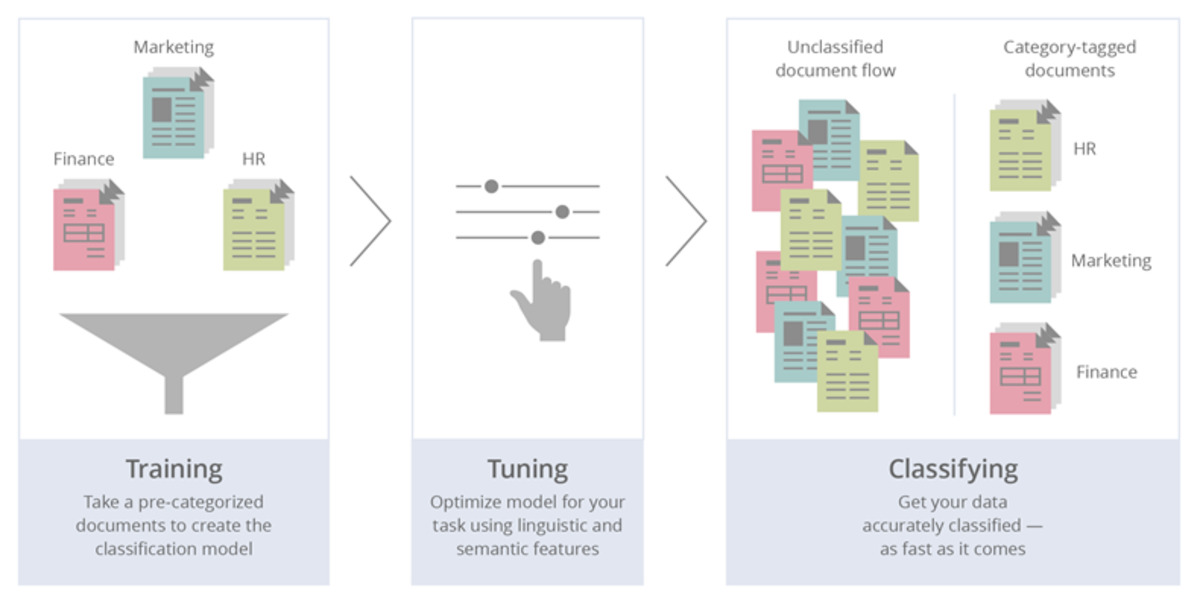 Marketing
Finance
HR
Training
Take a pre-categorized
documents to create the
classification model
Tuning
Optimize model for your
task using linguistic and
semantic features
Unclassified
document flow
Category-tagged
documents
HR
Marketing
Finance
Classifying
Get your data
accurately classified —
as fast as it comes